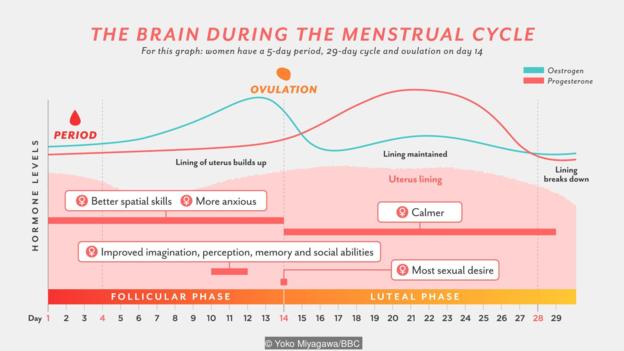 THE BRAIN DURING THE MENSTRUAL CYCLE
For this graph: women have a 5-day period, 29-day cycle and ovulation on day 14
Oestrogen
Progesterone
OVULATION
PERIOD
HORMONE LEVELS
Lining of uterus builds up
Lining maintained
Lining
breaks down
Uterus lining
Better spatial skills More anxious
Calmer
Improved imagination, perception, memory and social abilities
Most sexual desire
FOLLICULAR PHASE LUTEAL PHASE
Day 1 2 3 4 5 6 7 8 9 10 11 12 13 14 15 16 17 18 19 20 21 22 23 24 25 26 27 28 29
© Yoko Miyagawa/BBC